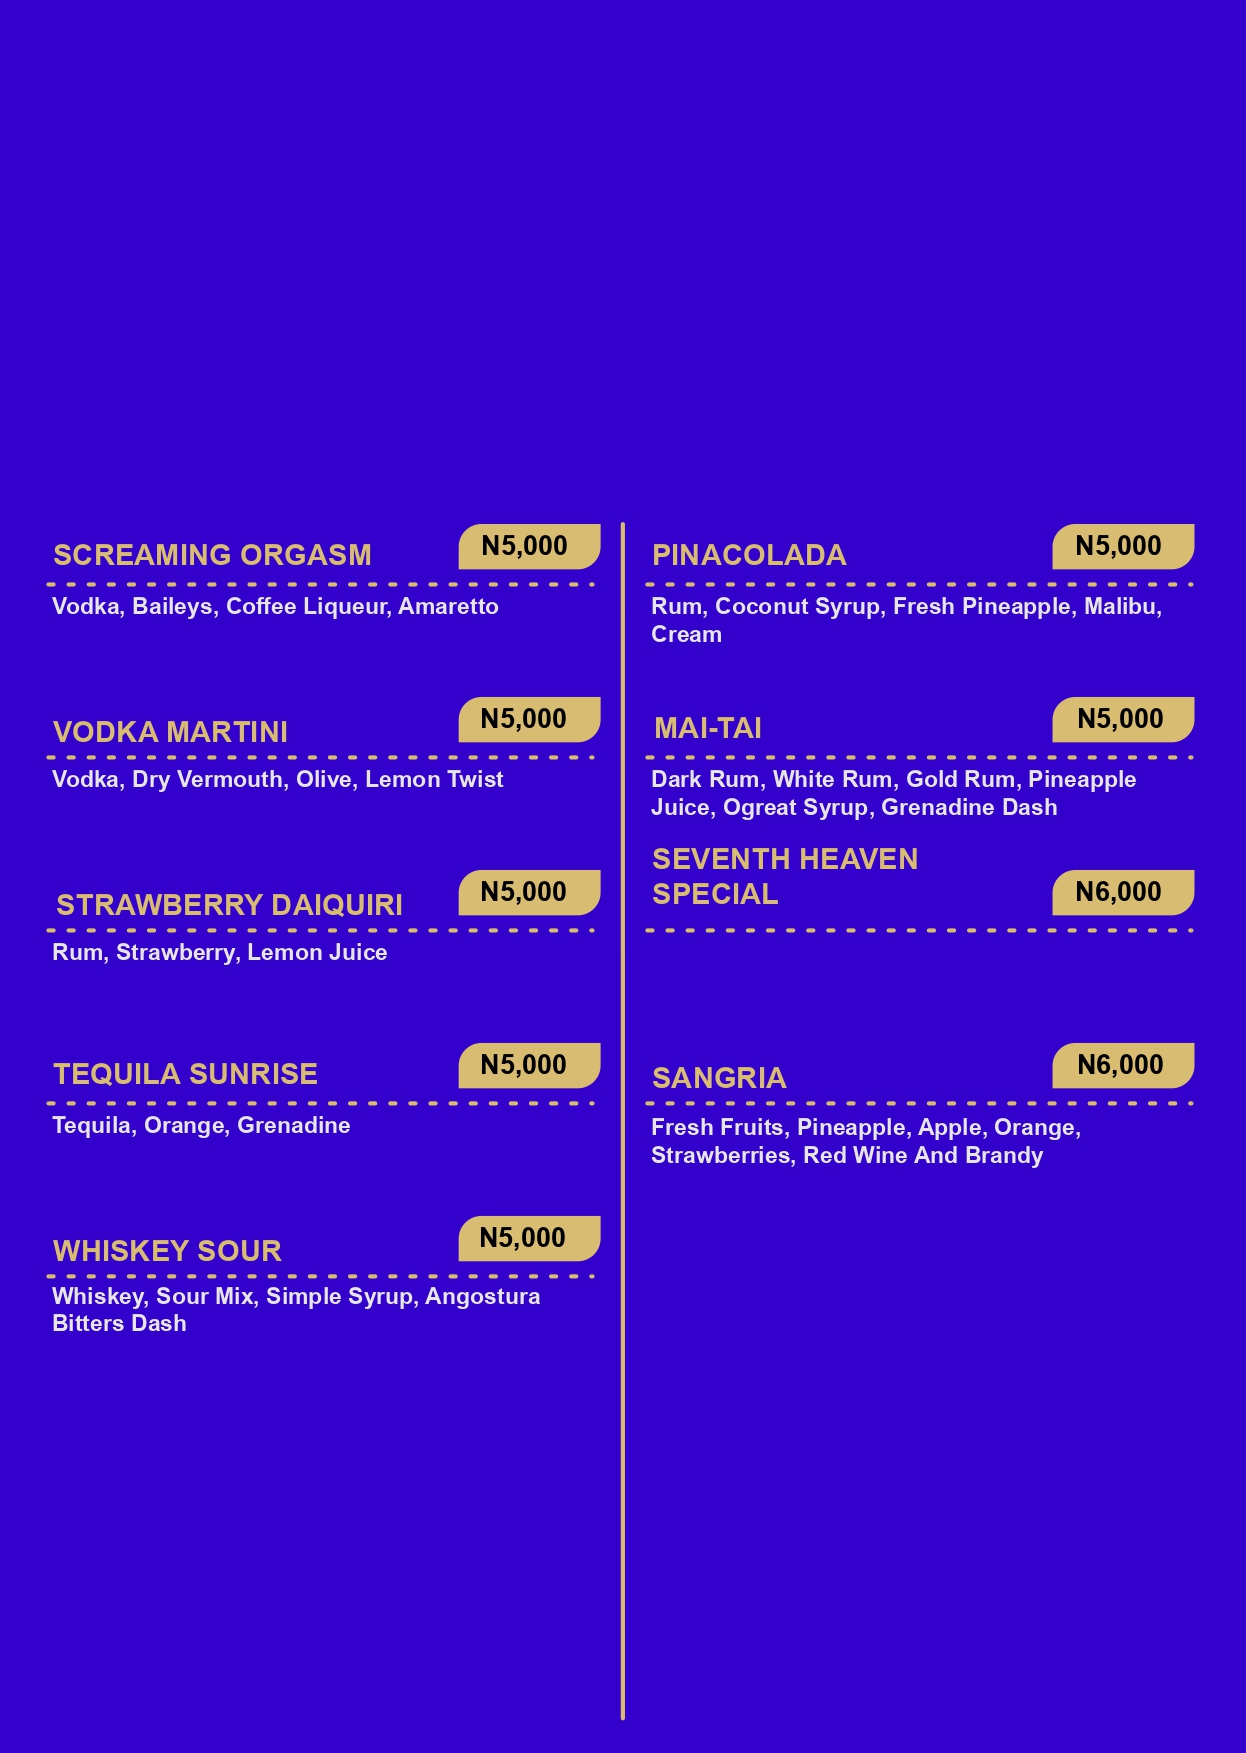 SCREAMING ORGASM
N5,000
Vodka, Baileys, Coffee Liqueur, Amaretto
VODKA MARTINI
N5,000
Vodka, Dry Vermouth, Olive, Lemon Twist
STRAWBERRY DAIQUIRI
N5,000
Rum, Strawberry, Lemon Juice
TEQUILA SUNRISE
N5,000
Tequila, Orange, Grenadine
WHISKEY SOUR
N5,000
Whiskey, Sour Mix, Simple Syrup, Angostura
Bitters Dash
PINACOLADA
N5,000
Rum, Coconut Syrup, Fresh Pineapple, Malibu,
Cream
MAI-TAI
N5,000
Dark Rum, White Rum, Gold Rum, Pineapple
Juice, Ogreat Syrup, Grenadine Dash
SEVENTH HEAVEN
SPECIAL
N6,000
SANGRIA
N6,000
Fresh Fruits, Pineapple, Apple, Orange,
Strawberries, Red Wine And Brandy